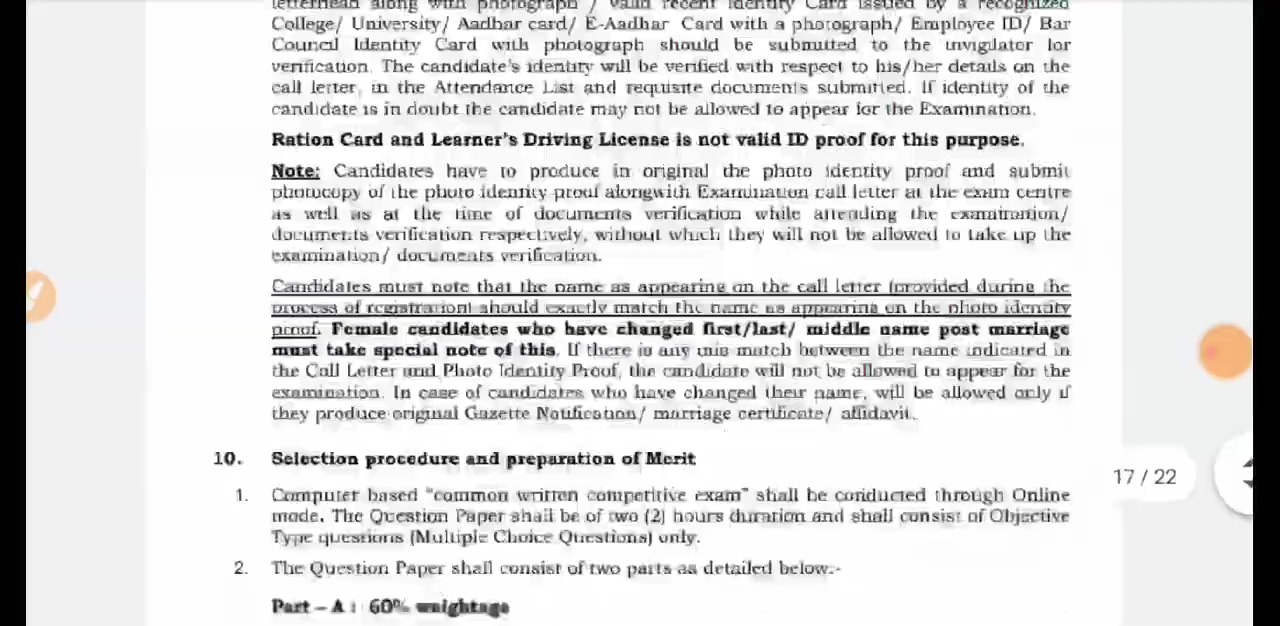 letterhead along with photograph / valid recent Identity Card issued by a recognized
College/ University/ Aadhar card/ E-Aadhar Card with a photograph/ Employee ID/ Bar
Council Identity Card with photograph should be submitted to the invigilator for
verification. The candidate's identity will be verified with respect to his/her details on the
call letter, in the Attendance List and requisite documents submitted. If identity of the
candidate is in doubt the candidate may not be allowed to appear for the Examination.
Ration Card and Learner's Driving License is not valid ID proof for this purpose.
Note: Candidates have to produce in original the photo identity proof and submit
photocopy of the photo identity proof alongwith Examination call letter at the exam centre
as well as at the time of documents verification while attending the examination/
documents verification respectively, without which they will not be allowed to take up the
examination/ documents verification.
Candidates must note that the name as appearing on the call letter (provided during the
process of registration) should exactly match the name as appearing on the photo identity
proof. Female candidates who have changed first/last/ middle name post marriage
must take special note of this. If there is any mis match between the name indicated in
the Call Letter and Photo Identity Proof, the candidate will not be allowed to appear for the
examination. In case of candidates who have changed their name, will be allowed only if
they produce original Gazette Notification/ marriage certificate/ affidavit.
10. Selection procedure and preparation of Merit
1. Computer based "common written competitive exam" shall be conducted through Online
mode. The Question Paper shall be of two (2) hours duration and shall consist of Objective
Type questions (Multiple Choice Questions) only.
2. The Question Paper shall consist of two parts as detailed below:-
Part – A : 60% weightage
17 / 22